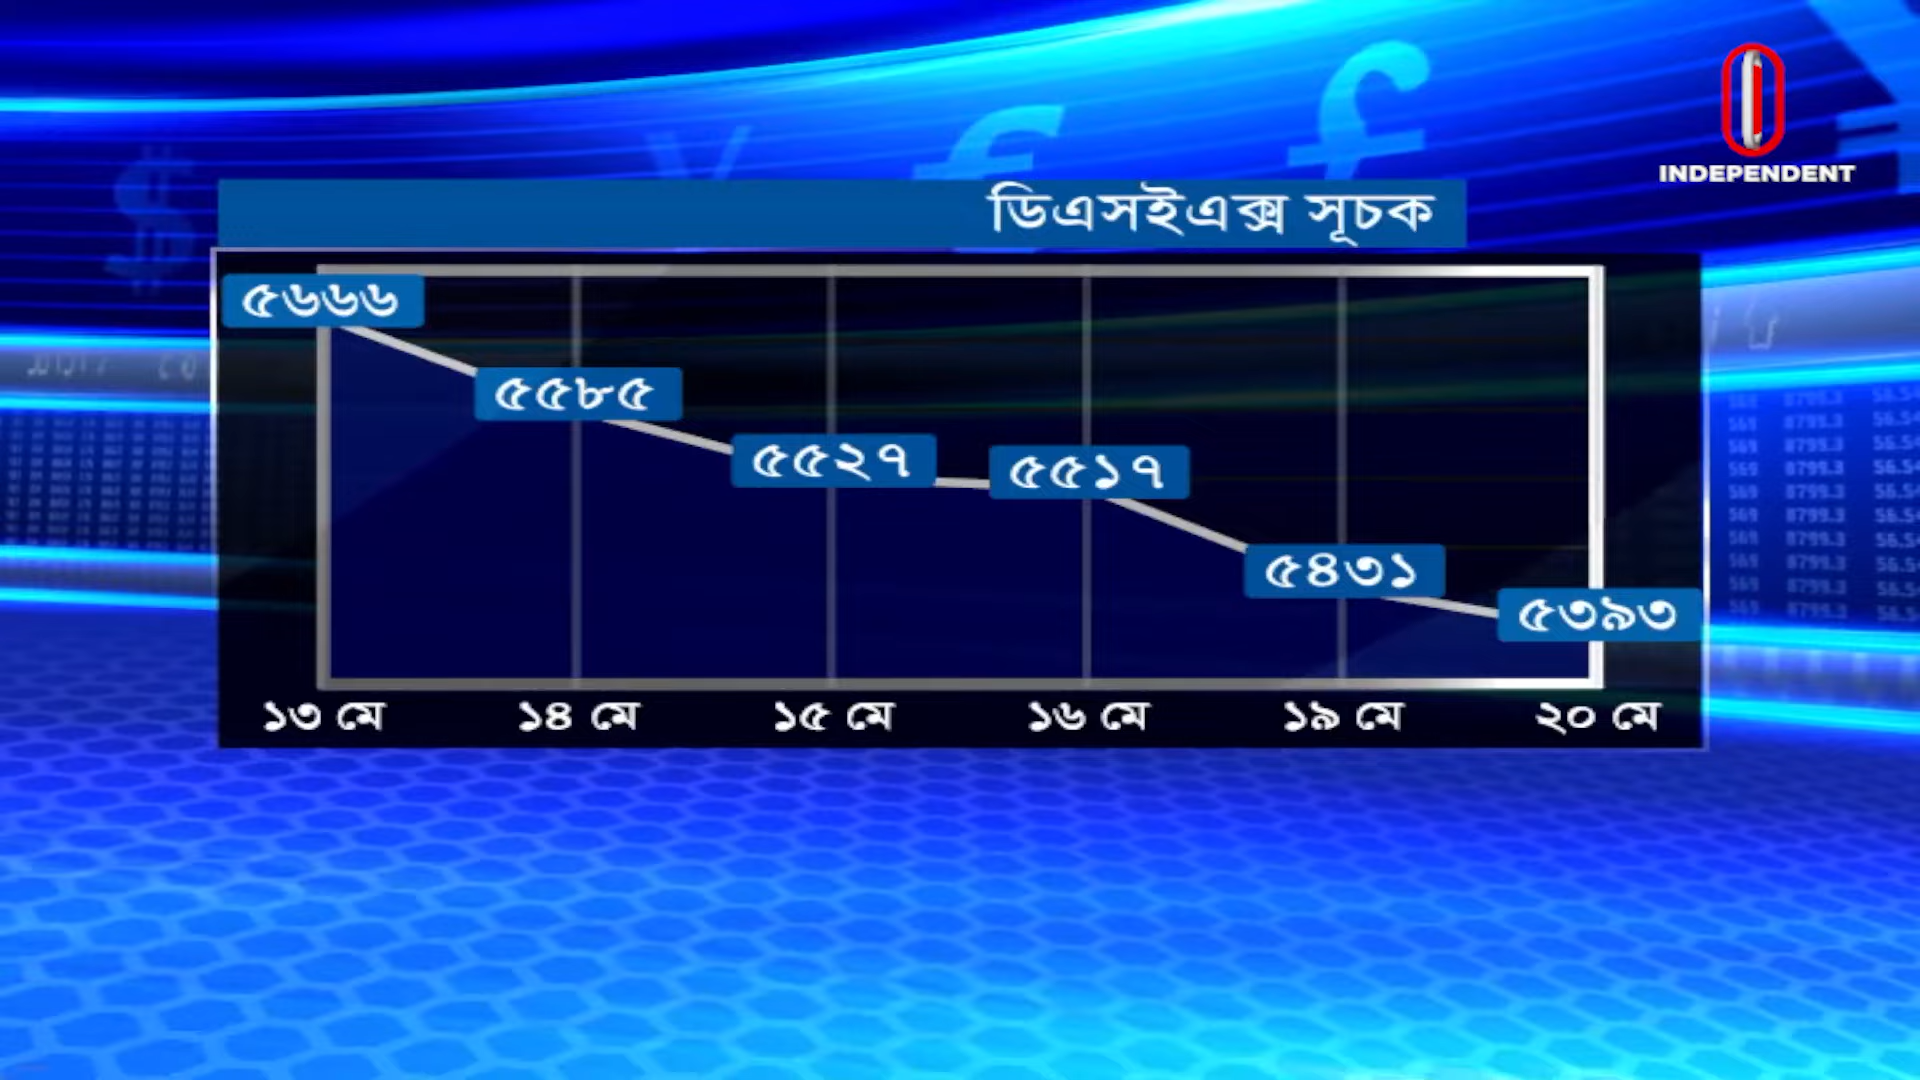 INDEPENDENT
ডিএসইএক্স সূচক
৫৬৬৬
৫৫৮৫
৫৫২৭
৫৫১৭
৫৪৩১
৫৩৯৩
১৩ মে ১৪ মে ১৫ মে ১৬ মে ১৯ মে ২০ মে